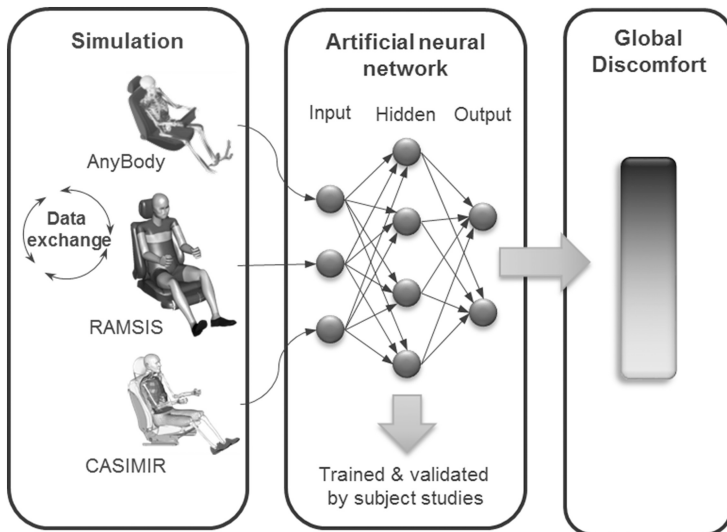 Simulation
AnyBody
Data
exchange
RAMSIS
CASIMIR
Artificial neural
network
Input
Hidden
Output
Trained & validated
by subject studies
Global
Discomfort